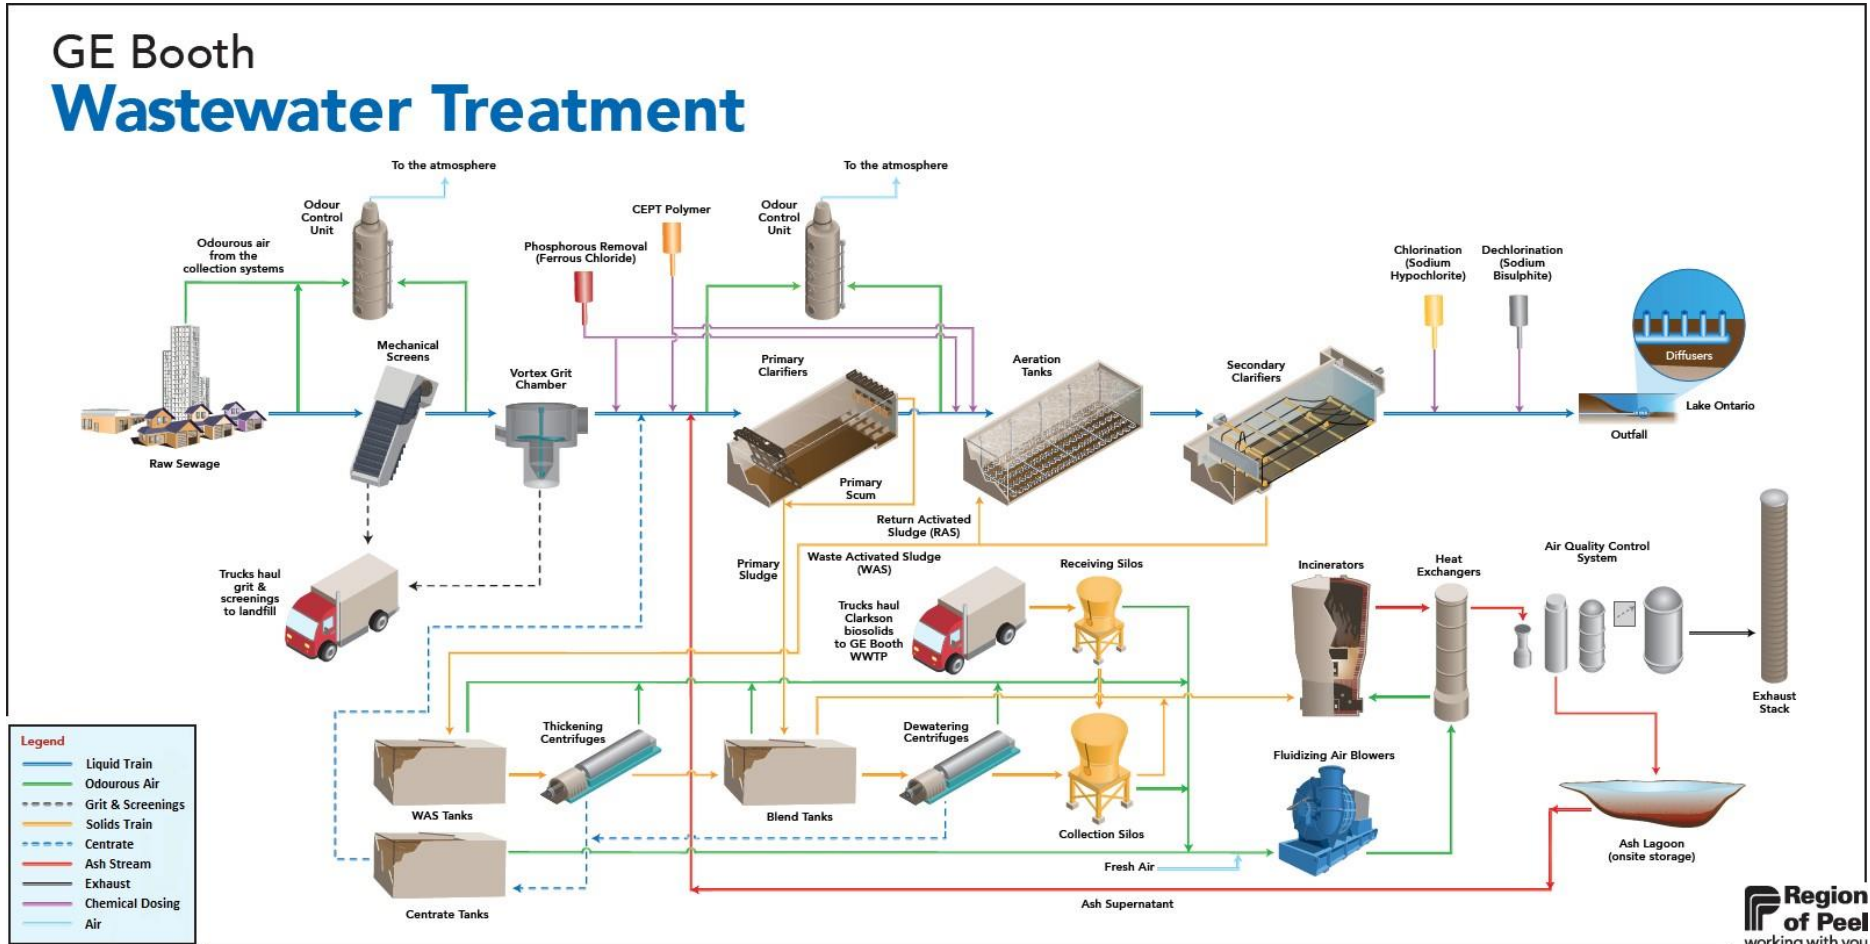 GE Booth
Wastewater Treatment
To the atmosphere
To the atmosphere
Odour
Control
Unit
CEPT Polymer
Odour
Control
Unit
Odourous air
from the
collection systems
Phosphorous Removal
(Ferrous Chloride)
Chlorination
(Sodium
Hypochlorite)
Dechlorination
(Sodium
Bisulphite)
Diffusers
Mechanical
Screens
Vortex Grit
Chamber
Primary
Clarifiers
Aeration
Tanks
Secondary
Clarifiers
Lake Ontario
Outfall
Raw Sewage
Primary
Scum
Return Activated
Sludge (RAS)
Waste Activated Sludge
(WAS)
Primary
Sludge
Trucks haul
grit &
screenings
to landfill
Trucks haul
Clarkson
biosolids
to GE Booth
WWTP
Receiving Silos
Incinerators
Heat
Exchangers
Air Quality Control
System
Exhaust
Stack
Thickening
Centrifuges
Dewatering
Centrifuges
Fluidizing Air Blowers
WAS Tanks
Blend Tanks
Collection Silos
Ash Lagoon
(onsite storage)
Fresh Air
Centrate Tanks
Ash Supernatant
Legend
Liquid Train
Odourous Air
Grit & Screenings
Solids Train
Centrate
Ash Stream
Exhaust
Chemical Dosing
Air
Region
of Peel
working with you